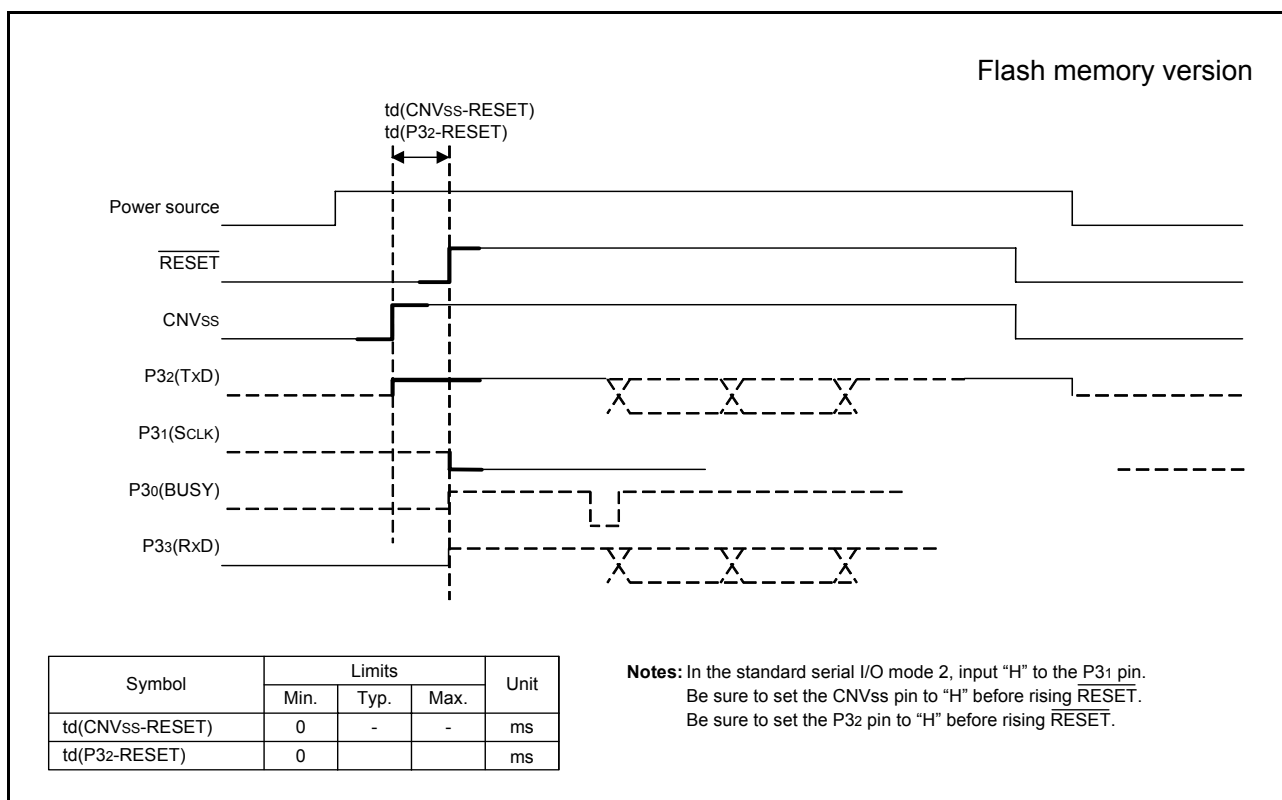 Flash memory version
td(CNVss-RESET)
td(P32-RESET)
Power source
RESET
CNVss
P32(TxD)
P31(SCLK)
P30(BUSY)
P33(RxD)
Symbol Limits Unit
Min. Typ. Max.
td(CNVss-RESET) 0 - - ms
td(P32-RESET) 0 ms
Notes: In the standard serial I/O mode 2, input “H” to the P31 pin.
Be sure to set the CNVss pin to “H” before rising RESET.
Be sure to set the P32 pin to “H” before rising RESET.